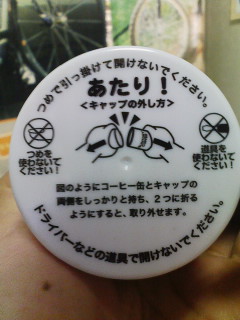 つめで引っ掛けて開けないでください。
あたり！
＜キャップの外し方＞
つめを
使わないで
ください！
道具を
使わないで
ください！
図のようにコーヒー缶とキャップの
両側をしっかりと持ち、2つに折る
ようにすると、取り外せます。
ドライバーなどの道具で開けないでください。